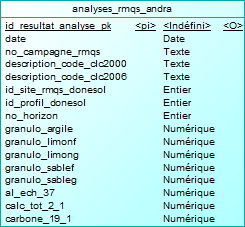 analyses_rmqs_andra
id_resultat_analyse_pk <pi> <Indéfini> <O>
date Date
no_campagne_rmqs Texte
description_code_clc2000 Texte
description_code_clc2006 Texte
id_site_rmqs_donesol Entier
id_profil_donesol Entier
no_horizon Entier
granulo_argile Numérique
granulo_limonf Numérique
granulo_limong Numérique
granulo_sablef Numérique
granulo_sableg Numérique
al_ech_37 Numérique
calc_tot_2_1 Numérique
carbone_19_1 Numérique